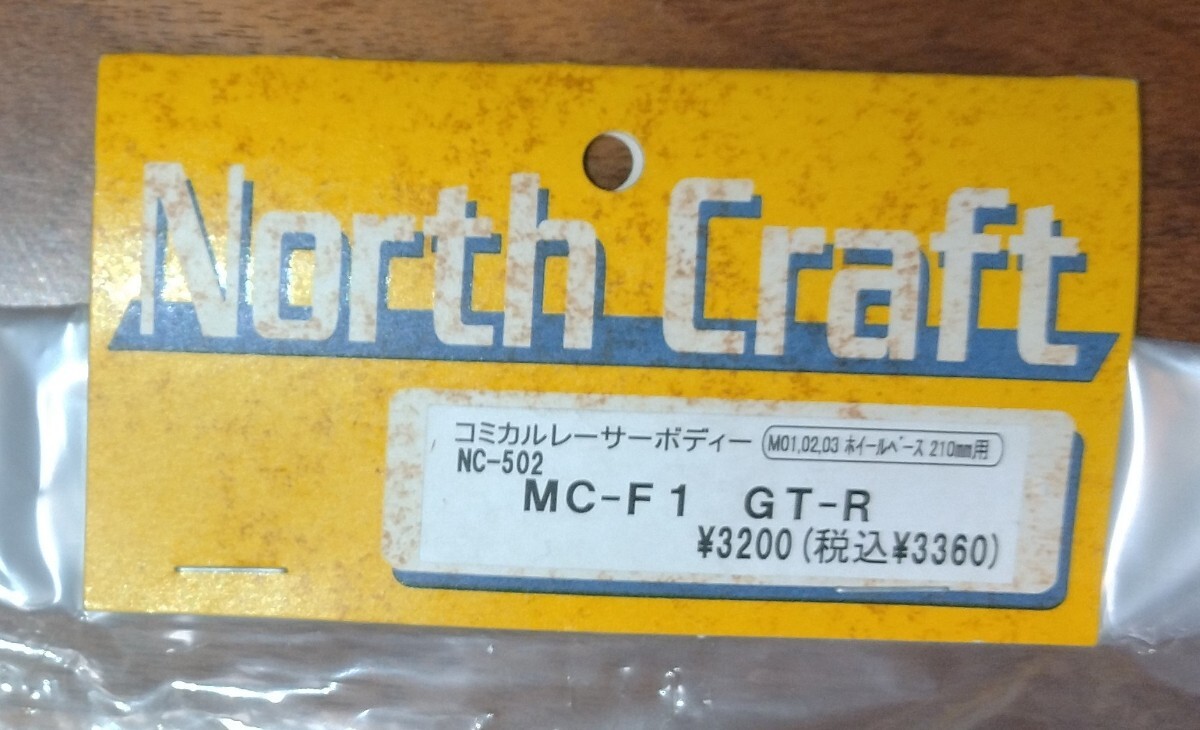 North Craft
コミカルレーサーボディー M01,02,03 ホイールベース 210㎜用
NC-502
MC-F1 GT-R
¥3200(税込¥3360)